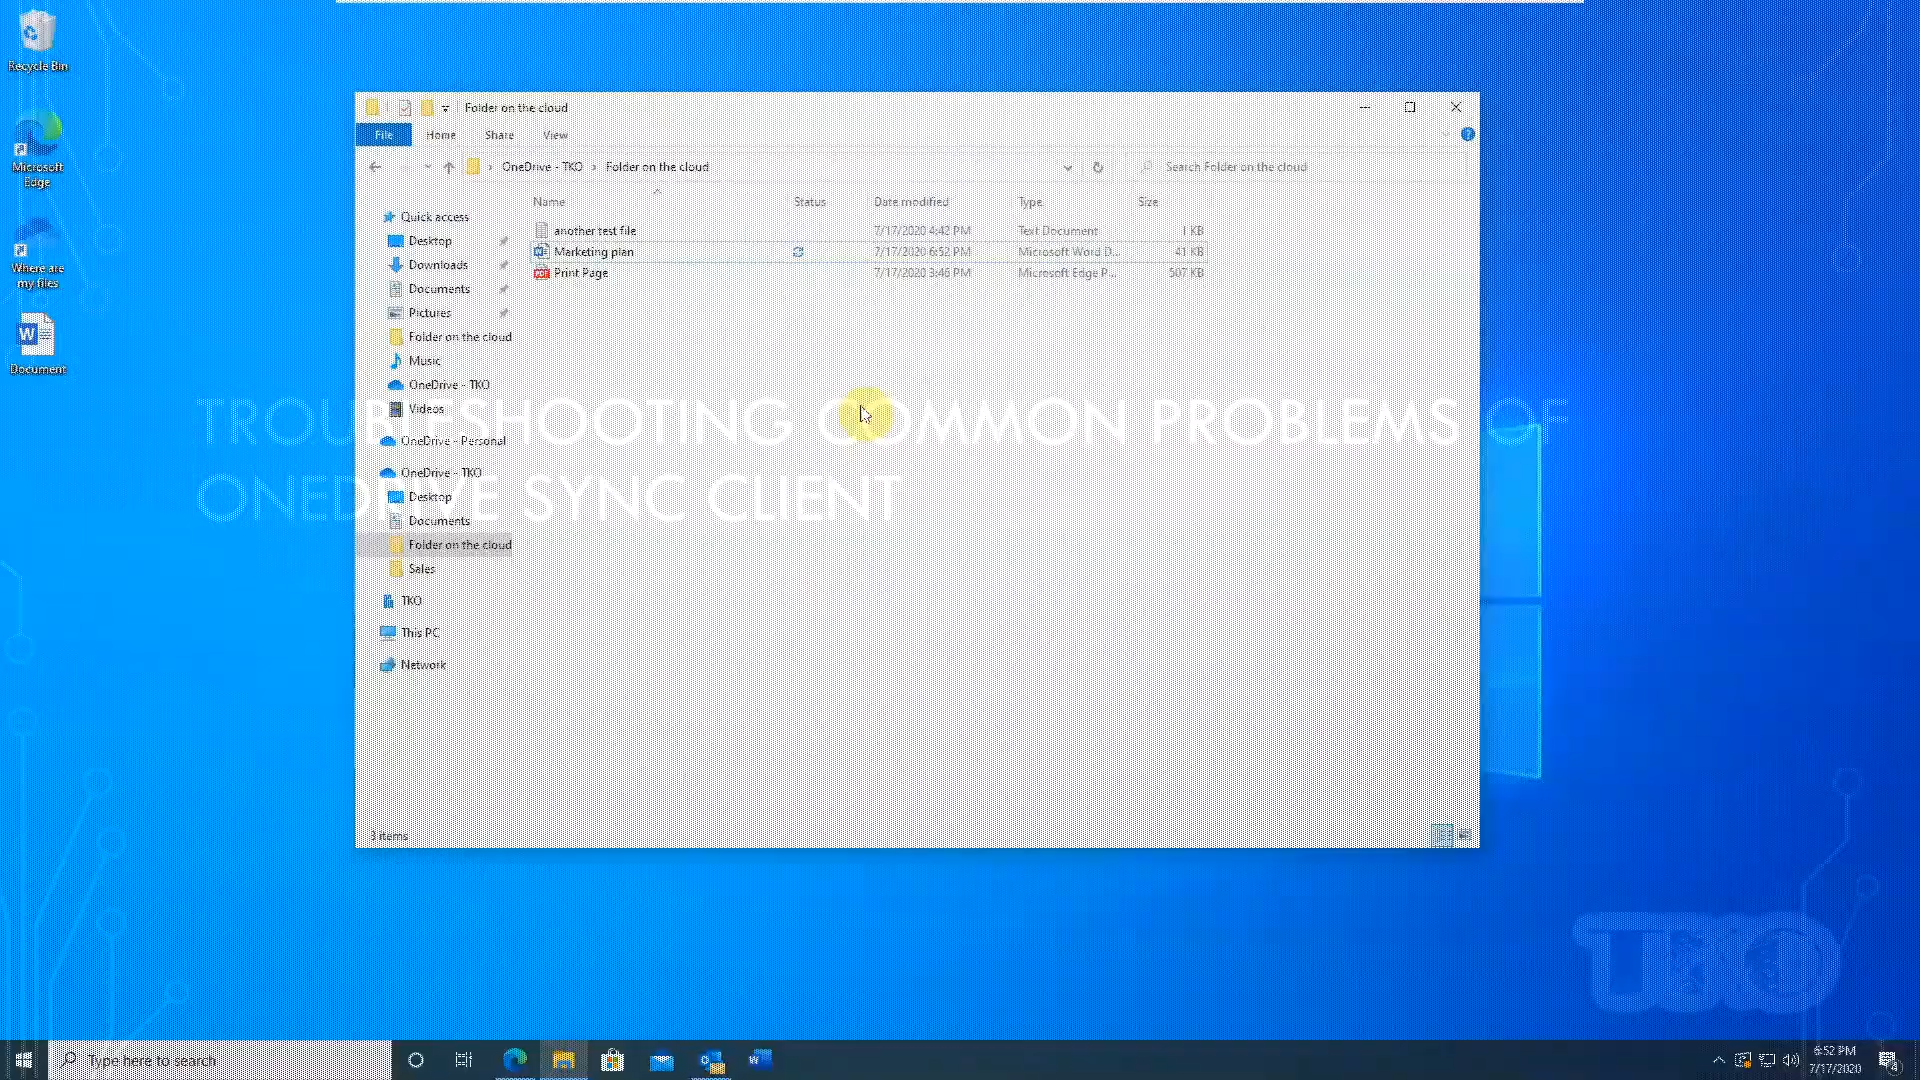 Recycle Bin
Microsoft
Edge
Where are
my files
Document
Folder on the cloud
File Home Share View
OneDrive - TKO › Folder on the cloud
Search Folder on the cloud
Name Status Date modified Type Size
another test file 7/17/2020 4:42 PM Text Document 1 KB
Marketing plan 7/17/2020 6:52 PM Microsoft Word D... 41 KB
Print Page 7/17/2020 3:46 PM Microsoft Edge P... 507 KB
Quick access
Desktop
Downloads
Documents
Pictures
Folder on the cloud
Music
OneDrive - TKO
Videos
OneDrive - Personal
OneDrive - TKO
Desktop
Documents
Folder on the cloud
Sales
TKO
This PC
Network
3 items
TROUBLESHOOTING COMMON PROBLEMS OF
ONEDRIVE SYNC CLIENT
TKO
Type here to search
6:52 PM
7/17/2020
4